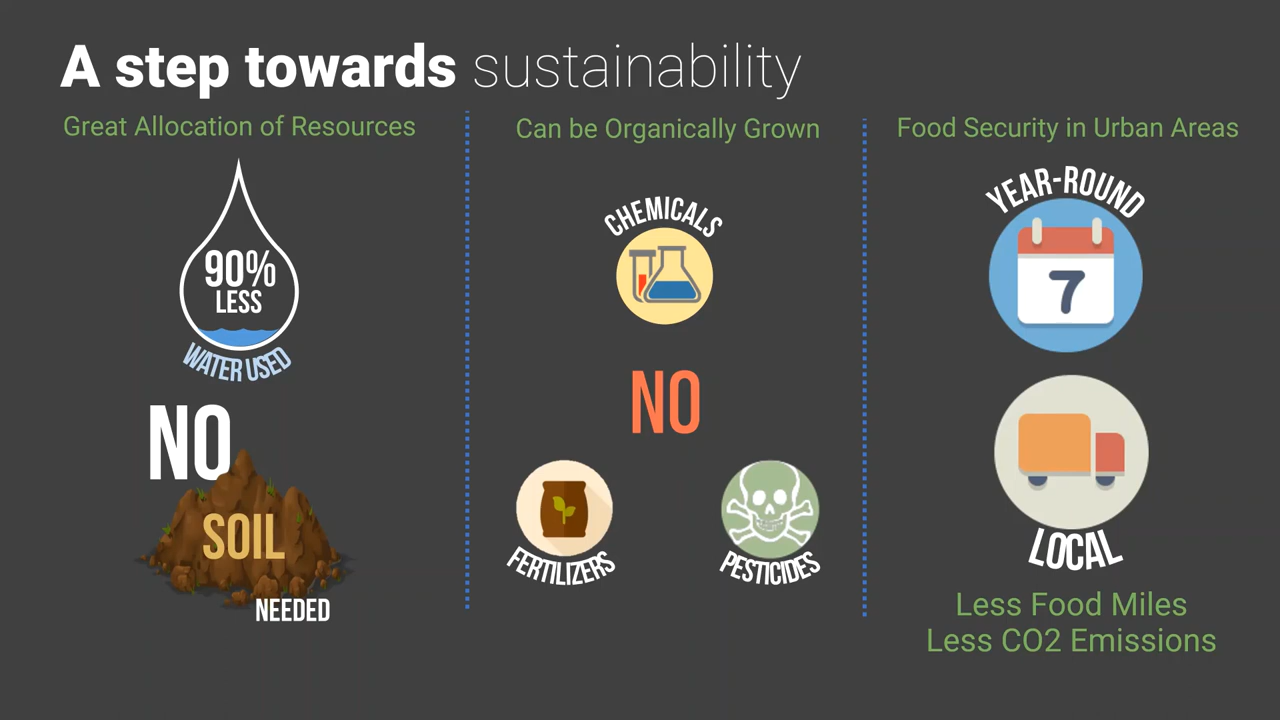 A step towards sustainability
Great Allocation of Resources
90%
LESS
WATER USED
NO
SOIL
NEEDED
Can be Organically Grown
CHEMICALS
NO
FERTILIZERS
PESTICIDES
Food Security in Urban Areas
YEAR-ROUND
7
LOCAL
Less Food Miles
Less CO2 Emissions